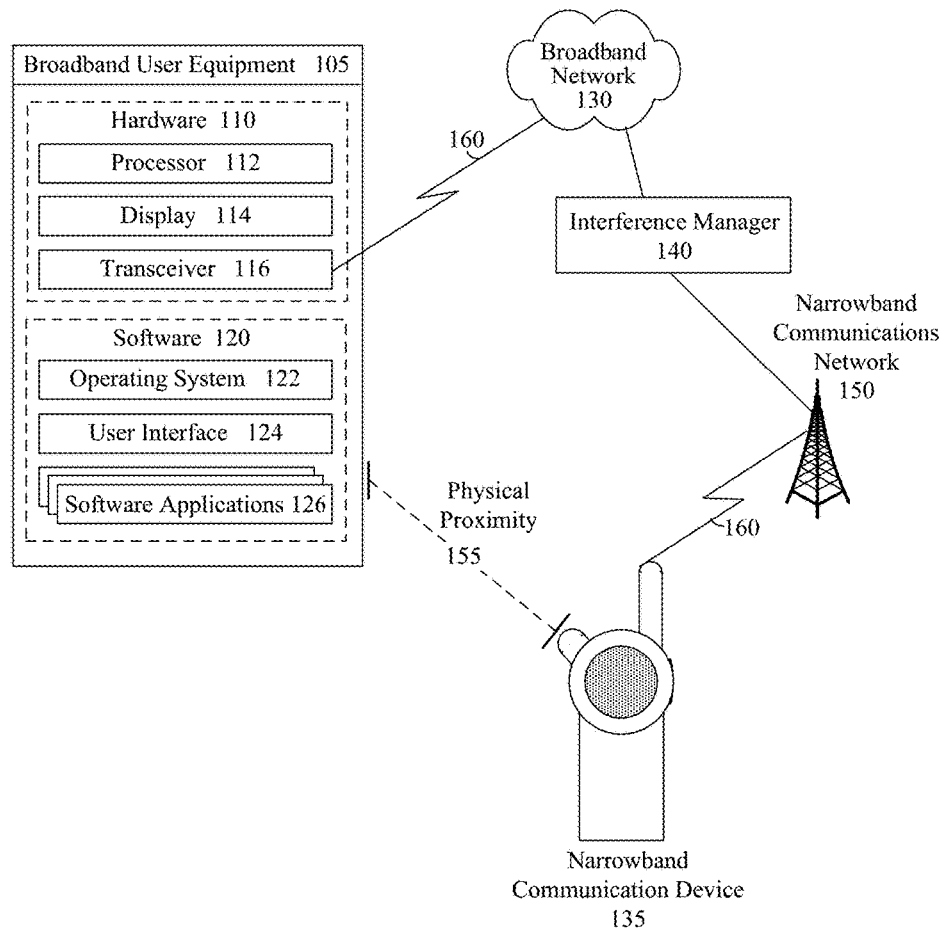 Broadband User Equipment 105
Hardware 110
Processor 112
Display 114
Transceiver 116
Software 120
Operating System 122
User Interface 124
Software Applications 126
Broadband
Network
130
160
Interference Manager
140
Narrowband
Communications
Network
150
Physical
Proximity
155
160
Narrowband
Communication Device
135